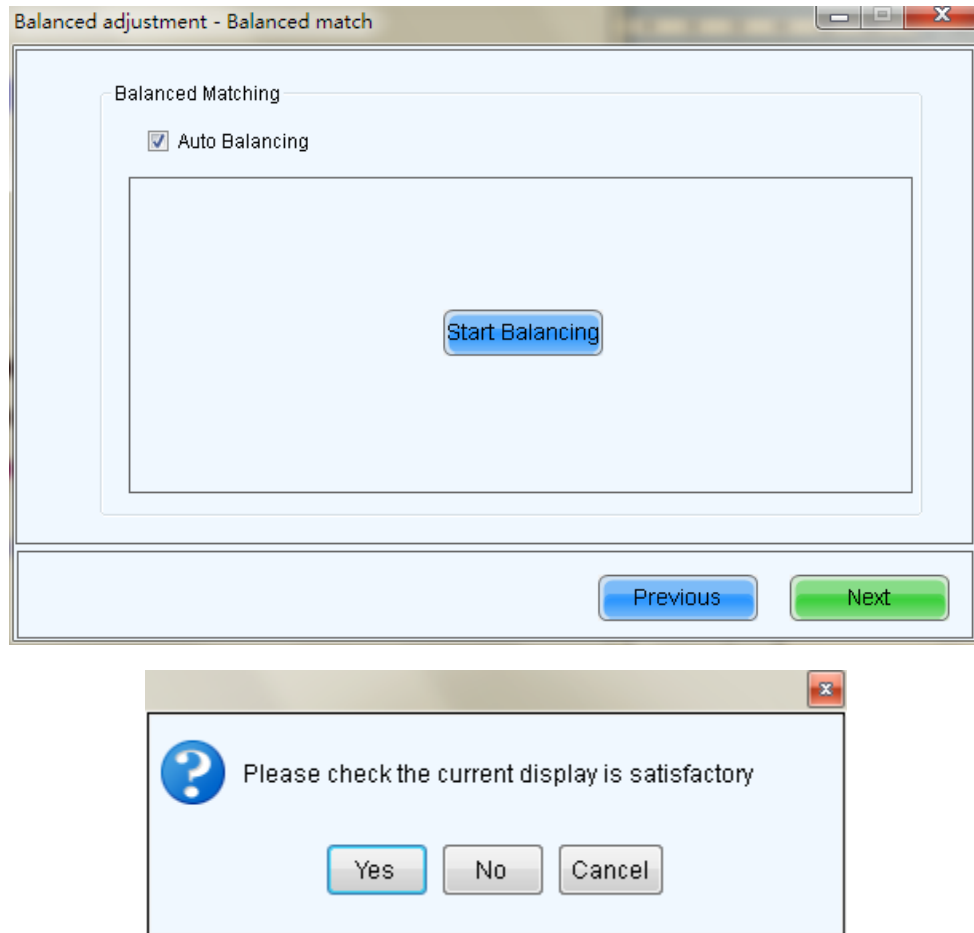 Balanced adjustment - Balanced match
Balanced Matching
Auto Balancing
Start Balancing
Previous
Next
Please check the current display is satisfactory
Yes
No
Cancel